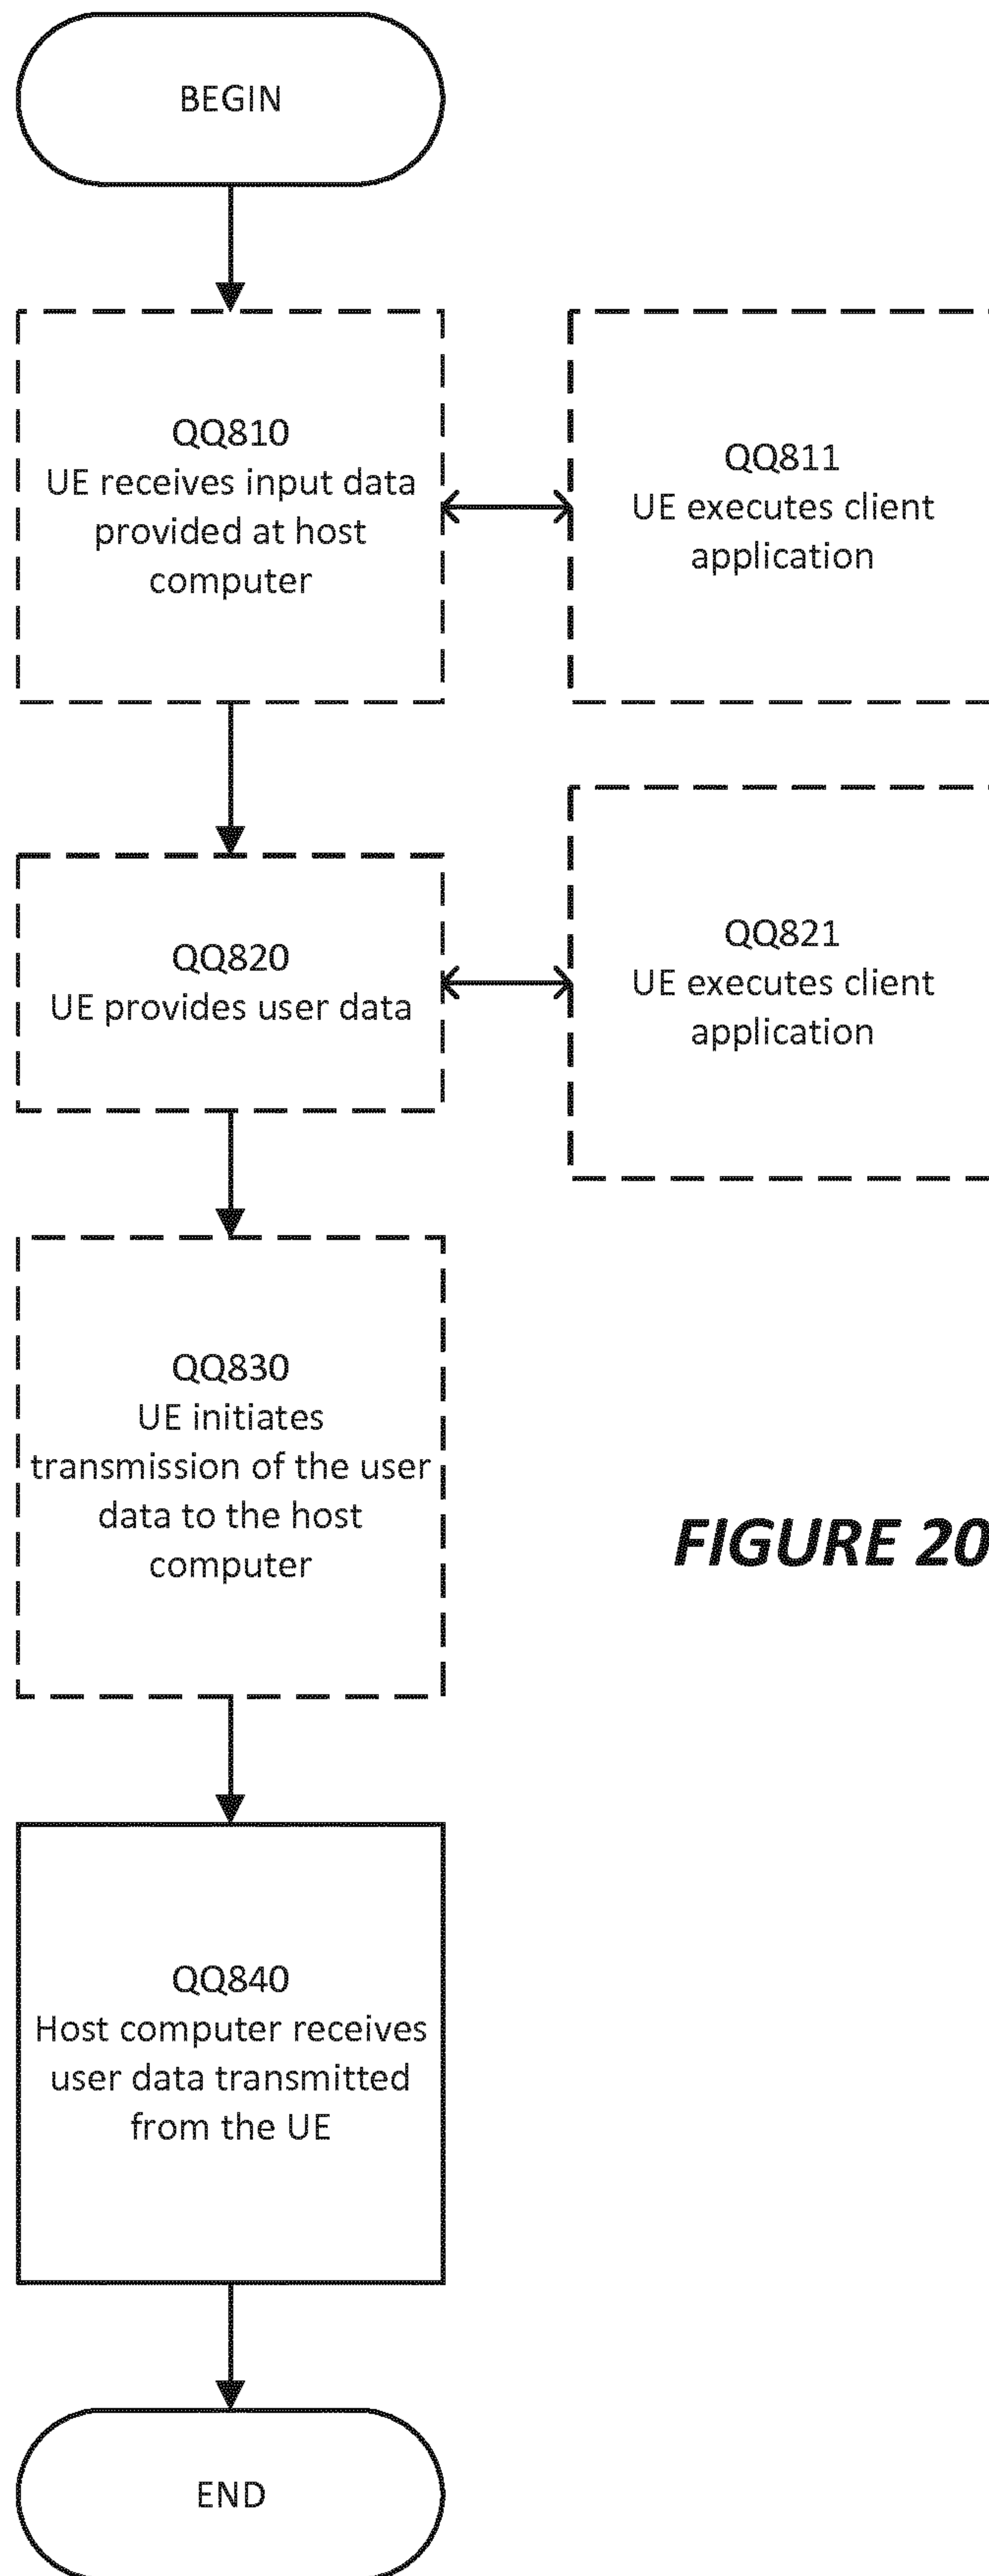 BEGIN
QQ810
UE receives input data
provided at host
computer
QQ811
UE executes client
application
QQ820
UE provides user data
QQ821
UE executes client
application
QQ830
UE initiates
transmission of the user
data to the host
computer
FIGURE 20
QQ840
Host computer receives
user data transmitted
from the UE
END